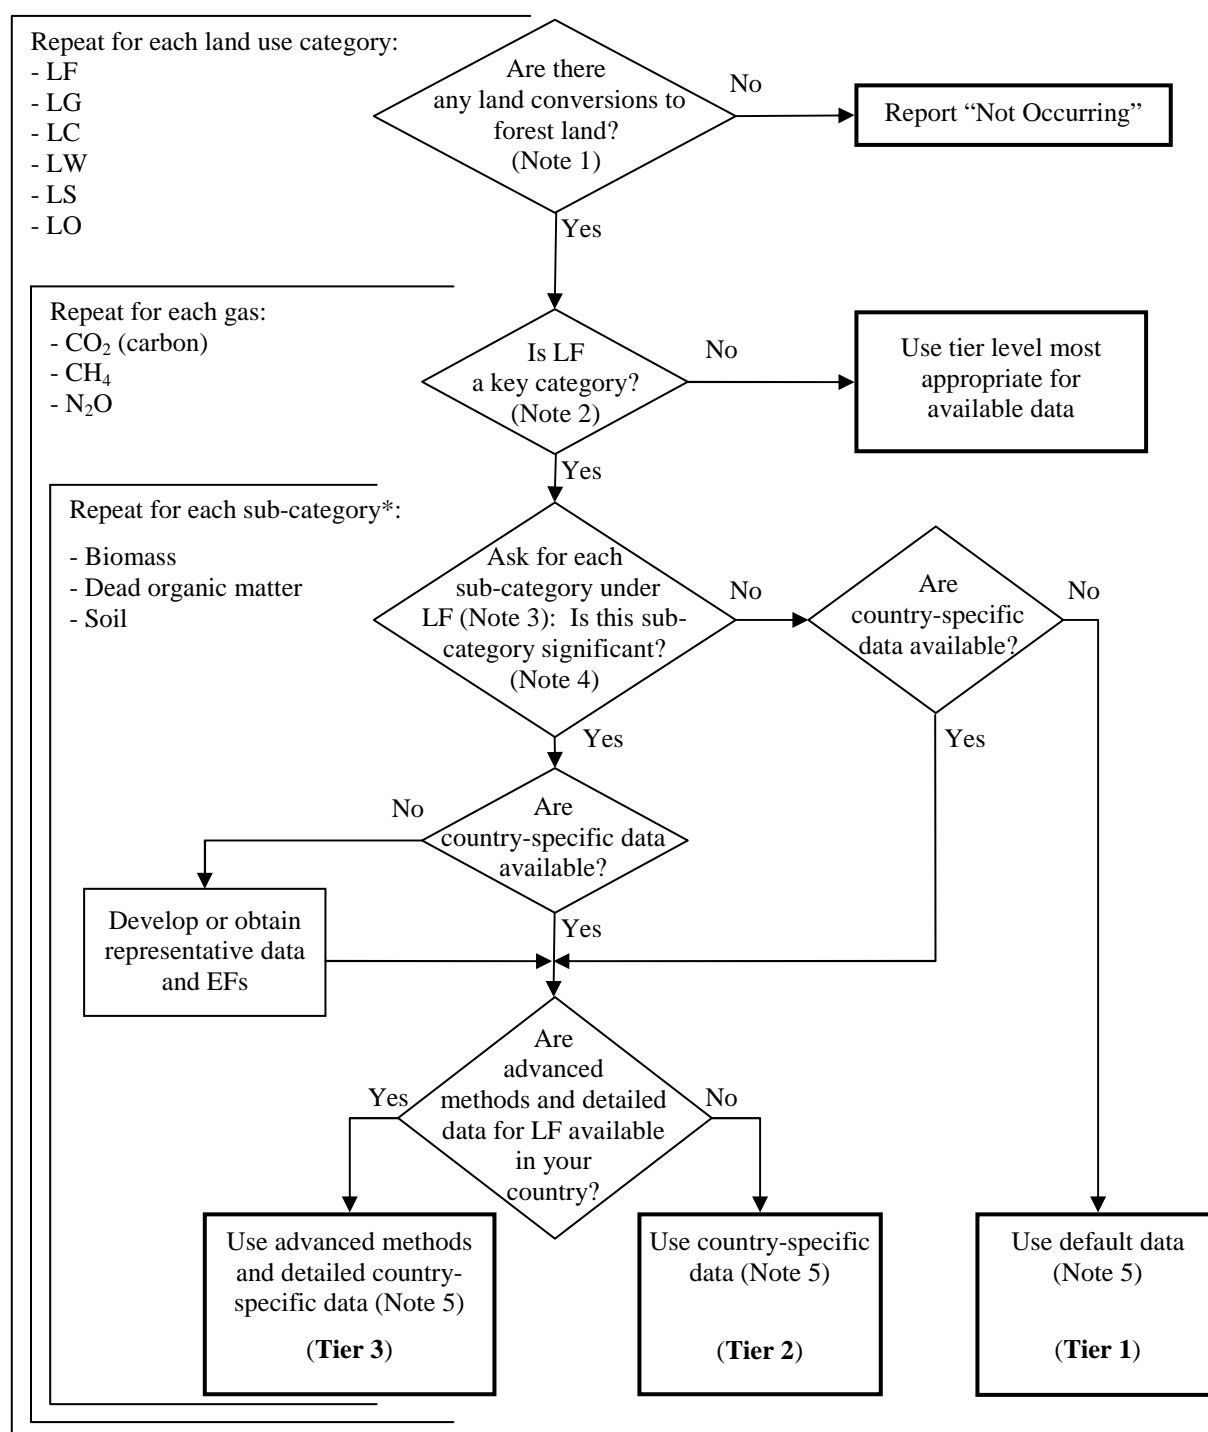 Repeat for each land use category:
- LF
- LG
- LC
- LW
- LS
- LO
Are there
any land conversions to
forest land?
(Note 1)
No
Report “Not Occurring”
Yes
Repeat for each gas:
- CO₂ (carbon)
- CH₄
- N₂O
Is LF
a key category?
(Note 2)
No
Use tier level most
appropriate for
available data
Yes
Repeat for each sub-category*:
- Biomass
- Dead organic matter
- Soil
Ask for each
sub-category under
LF (Note 3): Is this sub-
category significant?
(Note 4)
No
Are
country-specific
data available?
No
Yes
Yes
Are
country-specific data
available?
No
Develop or obtain
representative data
and EFs
Yes
Are
advanced
methods and detailed
data for LF available
in your
country?
Yes
No
Use advanced methods
and detailed country-
specific data (Note 5)
(Tier 3)
Use country-specific
data (Note 5)
(Tier 2)
Use default data
(Note 5)
(Tier 1)